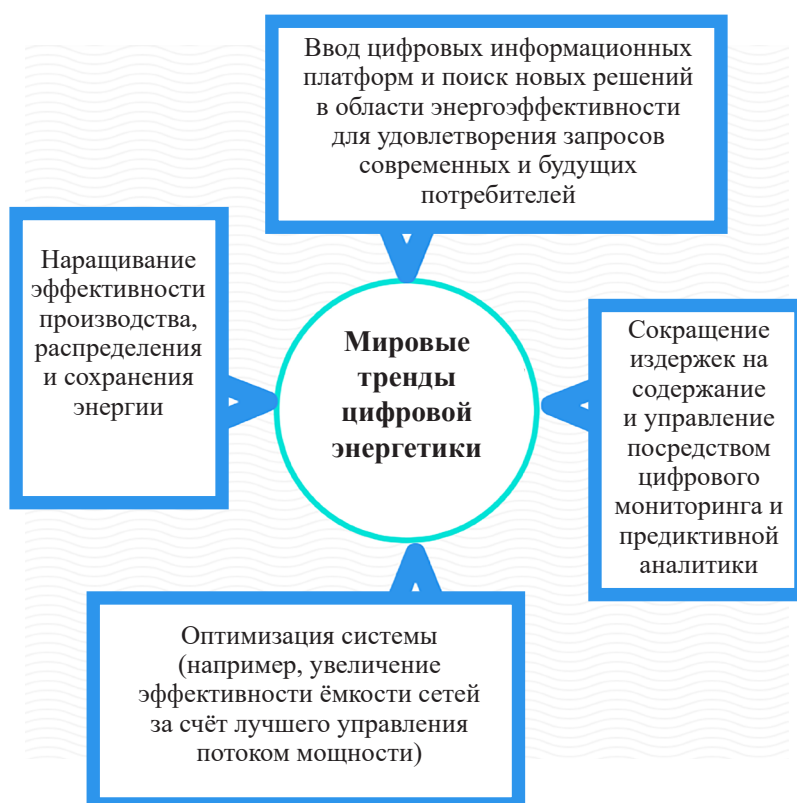 Ввод цифровых информационных
платформ и поиск новых решений
в области энергоэффективности
для удовлетворения запросов
современных и будущих
потребителей
Наращивание
эффективности
производства,
распределения
и сохранения
энергии
Мировые
тренды
цифровой
энергетики
Сокращение
издержек на
содержание
и управление
посредством
цифрового
мониторинга и
предиктивной
аналитики
Оптимизация системы
(например, увеличение
эффективности ёмкости сетей
за счёт лучшего управления
потоком мощности)